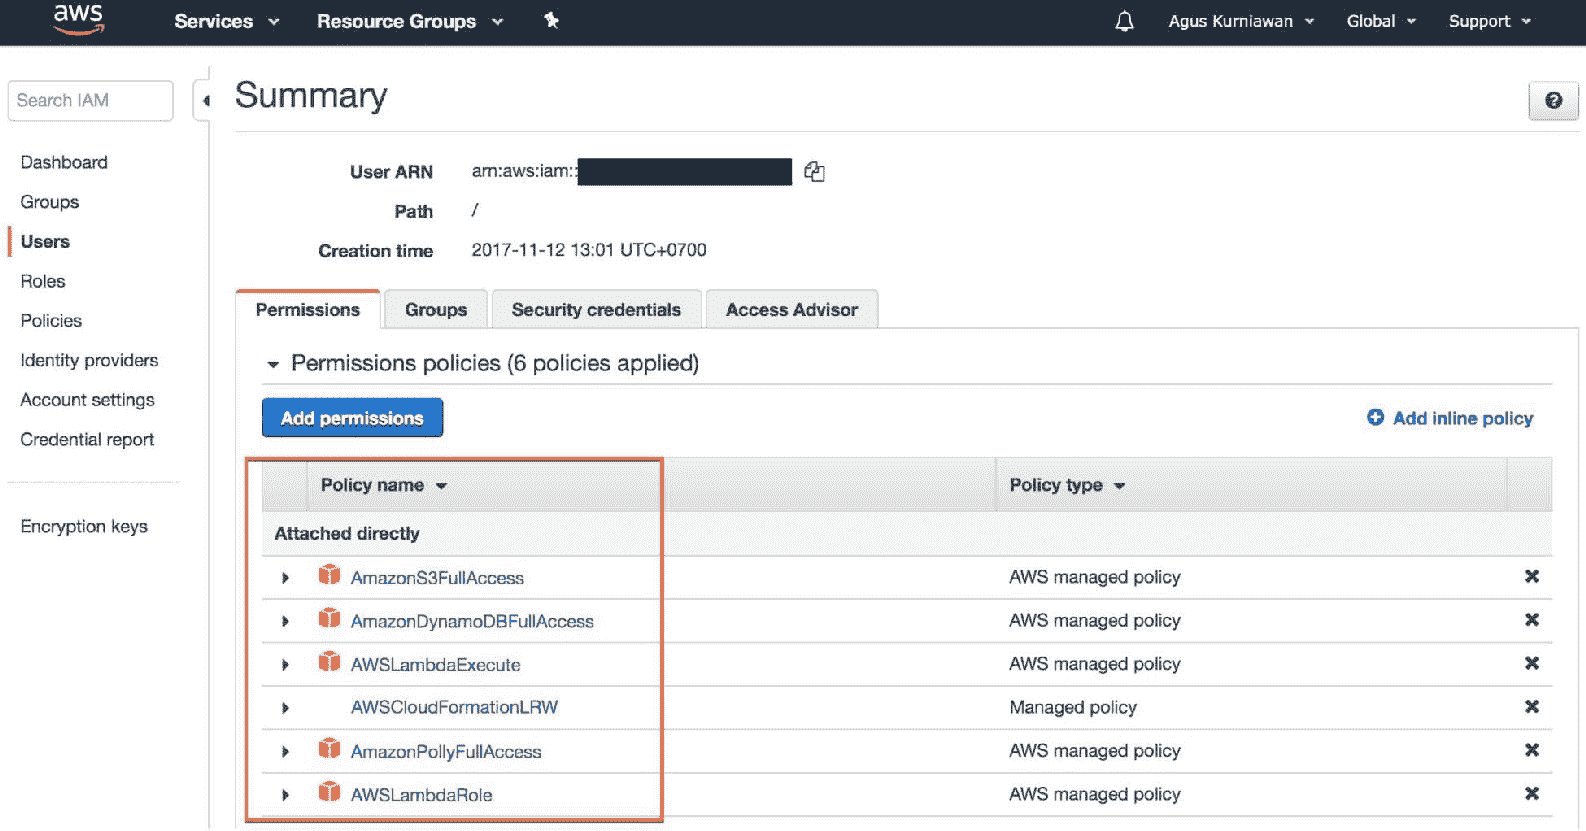 aws Services Resource Groups Agus Kurniawan Global Support
Search IAM
Summary
Dashboard
Groups
Users
Roles
Policies
Identity providers
Account settings
Credential report
Encryption keys
User ARN arn:aws:iam::
Path /
Creation time 2017-11-12 13:01 UTC+0700
Permissions Groups Security credentials Access Advisor
Permissions policies (6 policies applied)
Add permissions Add inline policy
Policy name Policy type
Attached directly
AmazonS3FullAccess AWS managed policy
AmazonDynamoDBFullAccess AWS managed policy
AWSLambdaExecute AWS managed policy
AWSCloudFormationLRW Managed policy
AmazonPollyFullAccess AWS managed policy
AWSLambdaRole AWS managed policy